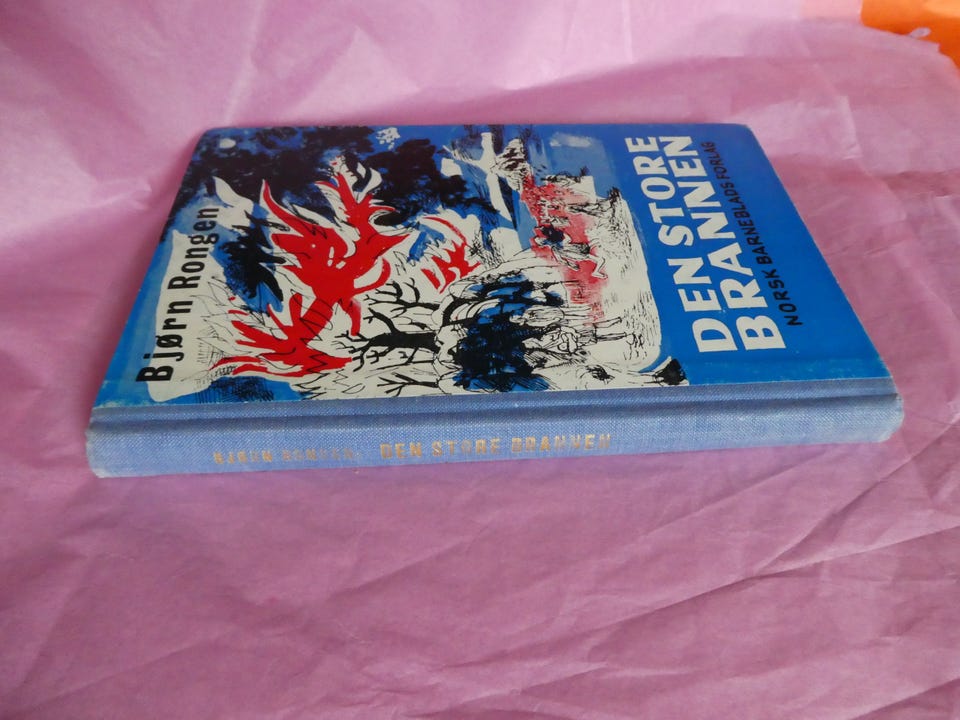 Bjørn Rongen
DEN STORE
BRANNEN
NORSK BARNEBLADS FORLAG
BJØRN RONGEN DEN STORE BRANNEN